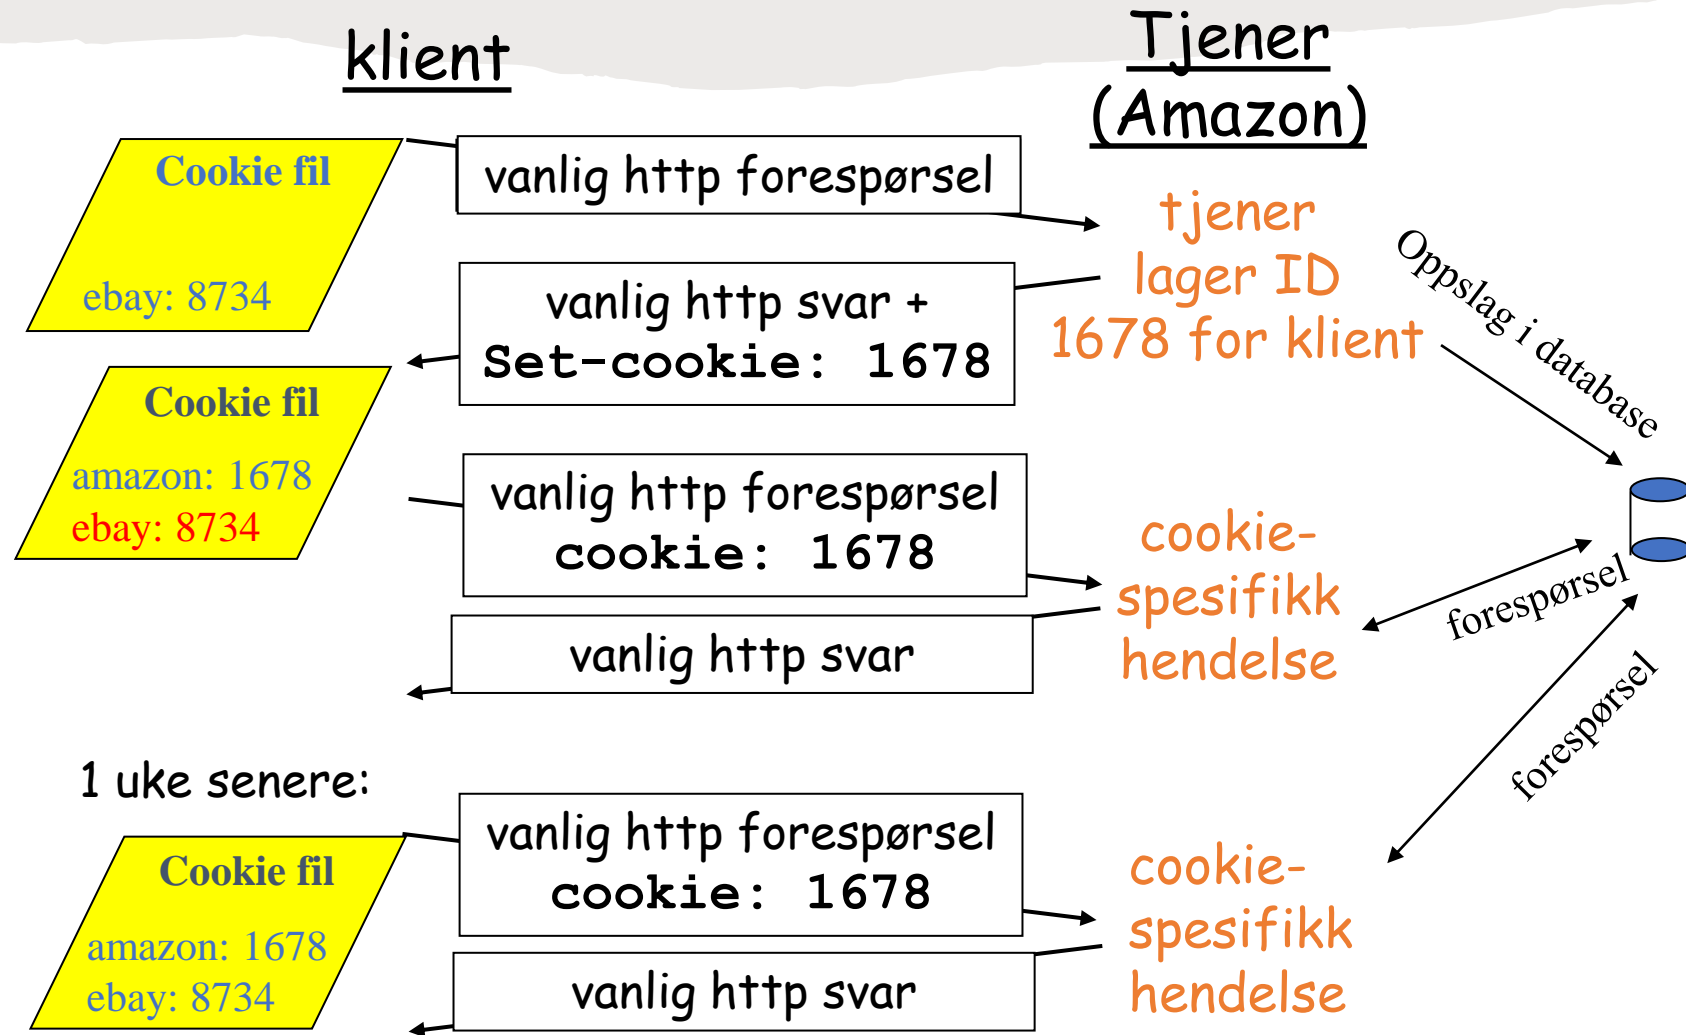 klient
Tjener
(Amazon)
Cookie fil
ebay: 8734
vanlig http forespørsel
tjener
lager ID
1678 for klient
vanlig http svar +
Set-cookie: 1678
Oppslag i database
Cookie fil
amazon: 1678
ebay: 8734
vanlig http forespørsel
cookie: 1678
cookie-
spesifikk
hendelse
forespørsel
vanlig http svar
forespørsel
1 uke senere:
Cookie fil
amazon: 1678
ebay: 8734
vanlig http forespørsel
cookie: 1678
cookie-
spesifikk
hendelse
vanlig http svar